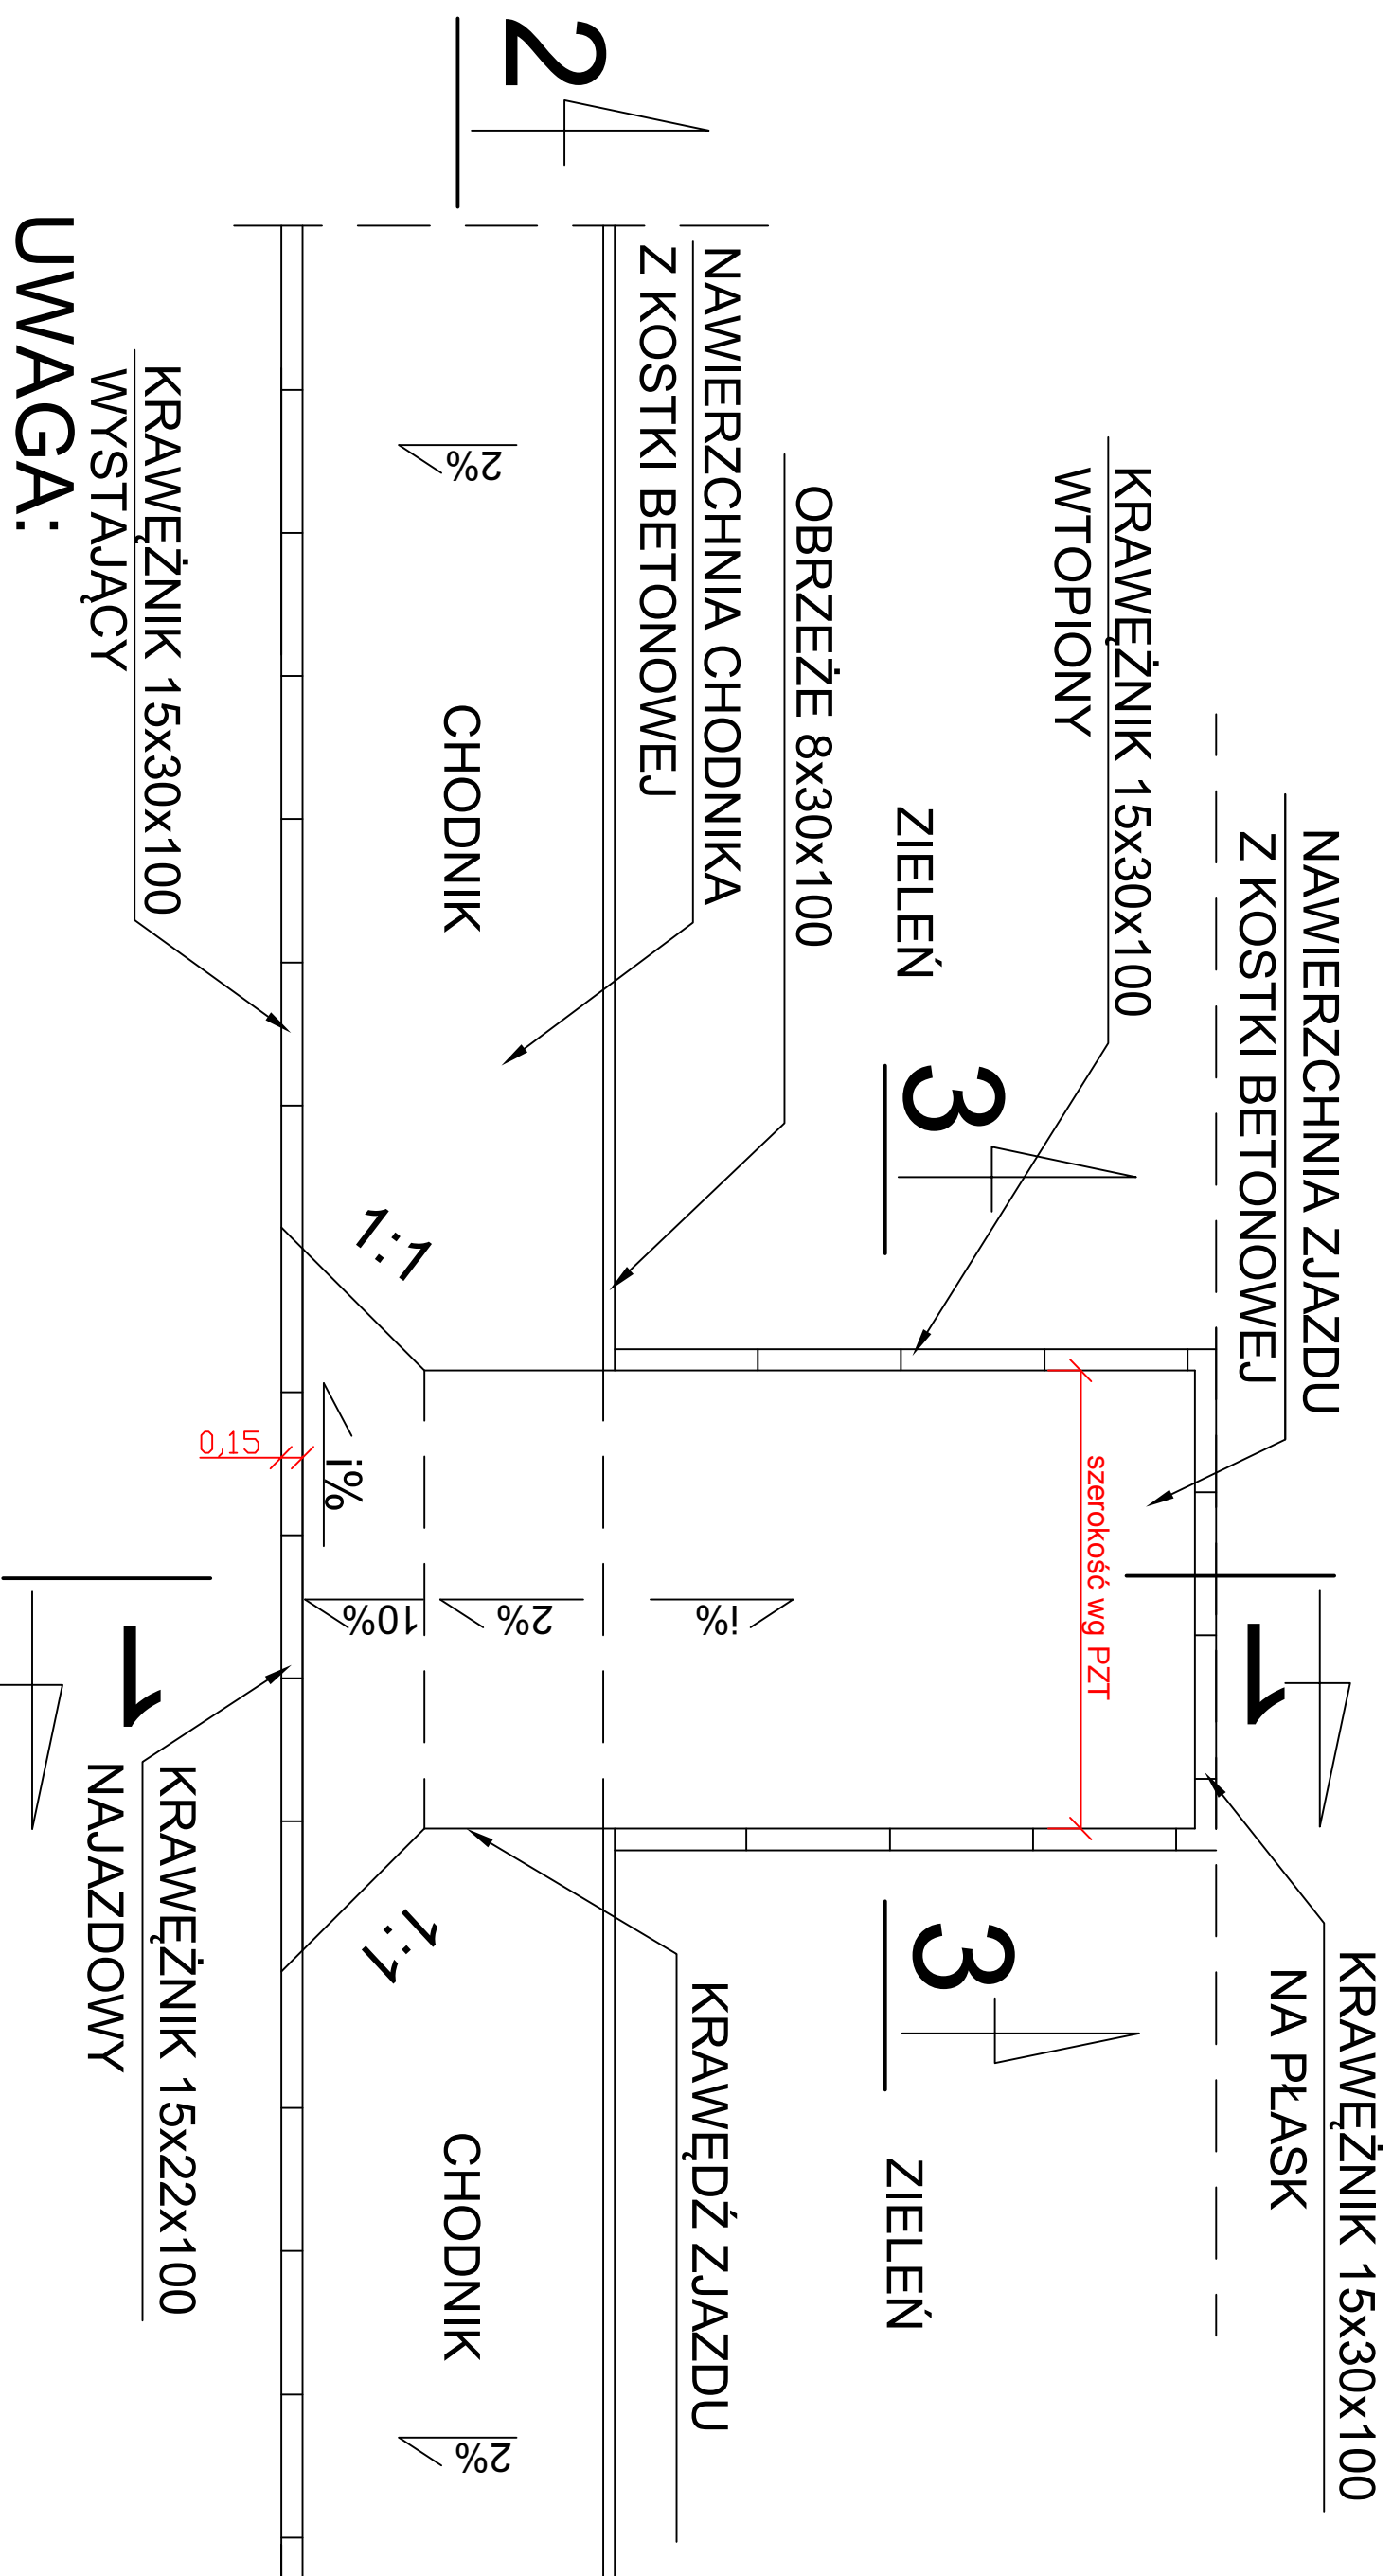 NAWIERZCHNIA ZJAZDU
Z KOSTKI BETONOWEJ
KRAWĘŻNIK 15x30x100
NA PŁASK
1
KRAWĘŻNIK 15x30x100
WTOPIONY
szerokość wg PZT
3
3
ZIELEŃ
ZIELEŃ
OBRZEŻE 8x30x100
NAWIERZCHNIA CHODNIKA
Z KOSTKI BETONOWEJ
KRAWĘDŹ ZJAZDU
i%
2
2%
CHODNIK
1:1
2%
1:1
CHODNIK
2%
10%
i%
0,15
KRAWĘŻNIK 15x30x100
WYSTAJĄCY
1
KRAWĘŻNIK 15x22x100
NAJAZDOWY
UWAGA: